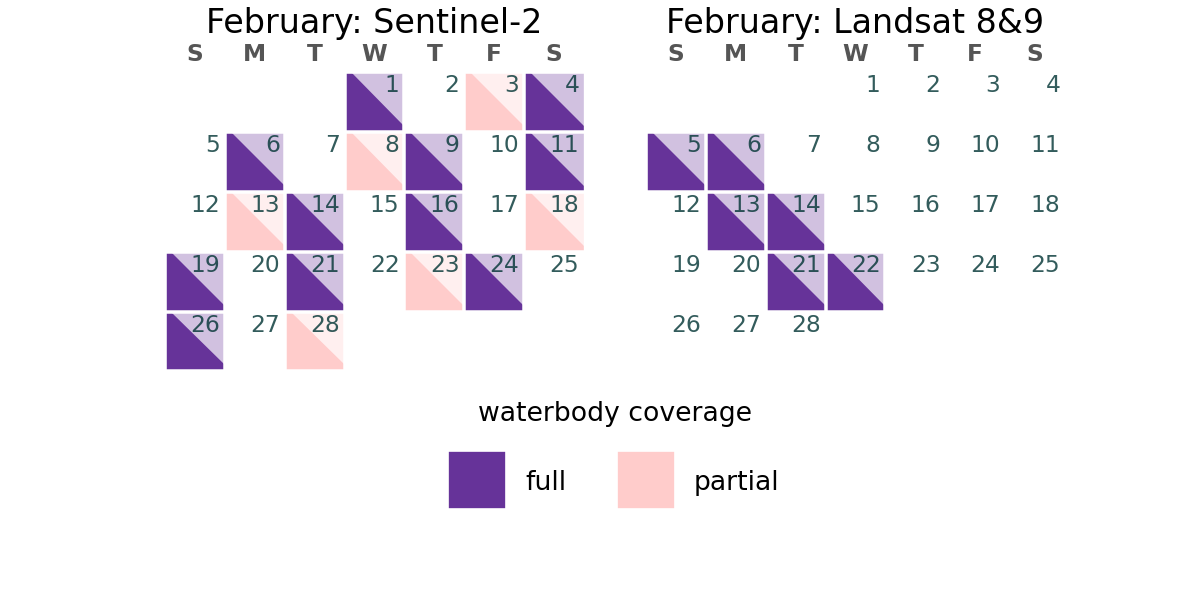 February: Sentinel-2
S M T W T F S
1 2 3 4
5 6 7 8 9 10 11
12 13 14 15 16 17 18
19 20 21 22 23 24 25
26 27 28
February: Landsat 8&9
S M T W T F S
1 2 3 4
5 6 7 8 9 10 11
12 13 14 15 16 17 18
19 20 21 22 23 24 25
26 27 28
waterbody coverage
full partial